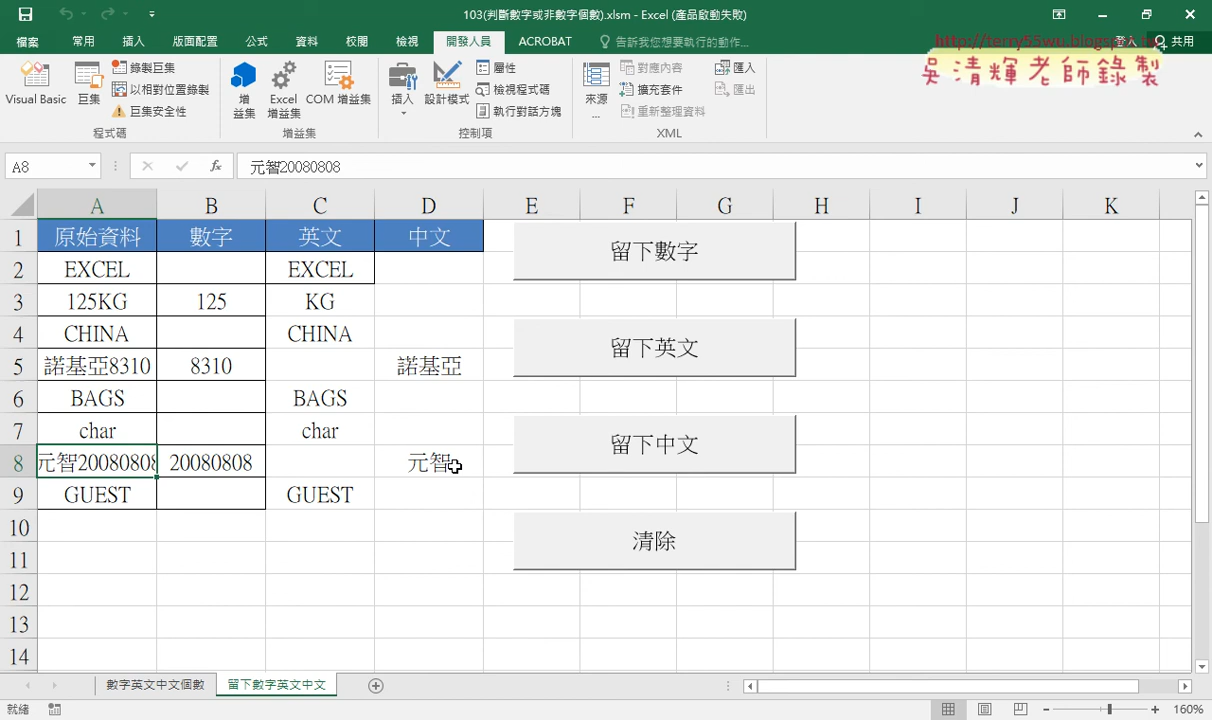 103(判斷數字或非數字個數).xlsm - Excel (產品啟動失敗)
檔案 常用 插入 版面配置 公式 資料 校閱 檢視 開發人員 ACROBAT 告訴我您想要執行的動作... 登入 共用
http://terry55wu.blogspot.tw
吳清輝老師錄製
Visual Basic 巨集 錄製巨集 以相對位置錄製 巨集安全性 程式碼
增益集 Excel 增益集 COM 增益集 增益集
插入 設計模式 屬性 檢視程式碼 執行對話方塊 控制項
來源... 對應內容 擴充套件 重新整理資料 匯入 匯出 XML
A8 fx 元智20080808
A B C D E F G H I J K
1 原始資料 數字 英文 中文
2 EXCEL EXCEL
3 125KG 125 KG
4 CHINA CHINA
5 諾基亞8310 8310 諾基亞
6 BAGS BAGS
7 char char
8 元智20080808 20080808 元智
9 GUEST GUEST
10
11
12
13
14
留下數字
留下英文
留下中文
清除
數字英文中文個數 留下數字英文中文
就緒 160%